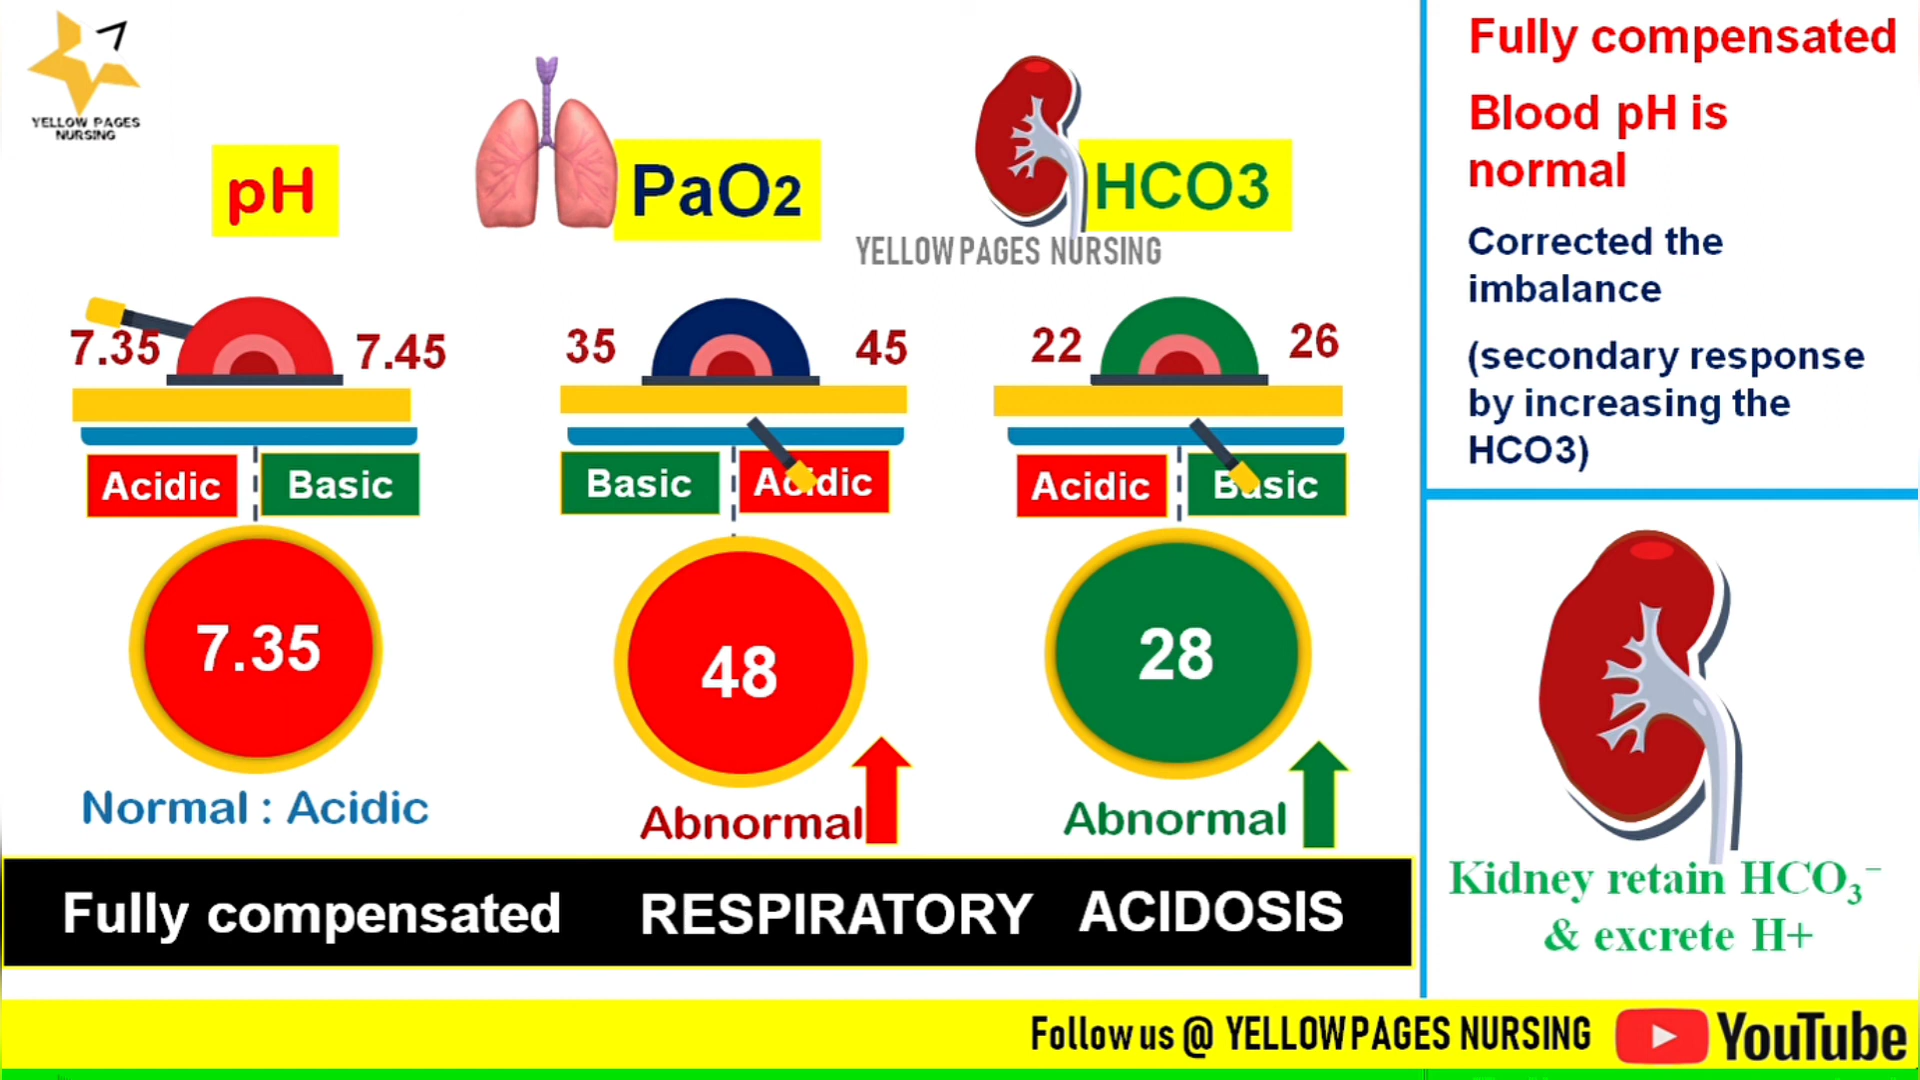 YELLOW PAGES
NURSING
pH
PaO2
HCO3
YELLOW PAGES NURSING
7.35
7.45
35
45
22
26
Acidic
Basic
Basic
Acidic
Acidic
Basic
7.35
48
28
Normal : Acidic
Abnormal
Abnormal
Fully compensated RESPIRATORY ACIDOSIS
Fully compensated
Blood pH is
normal
Corrected the
imbalance
(secondary response
by increasing the
HCO3)
Kidney retain HCO₃⁻
& excrete H+
Follow us @ YELLOW PAGES NURSING YouTube